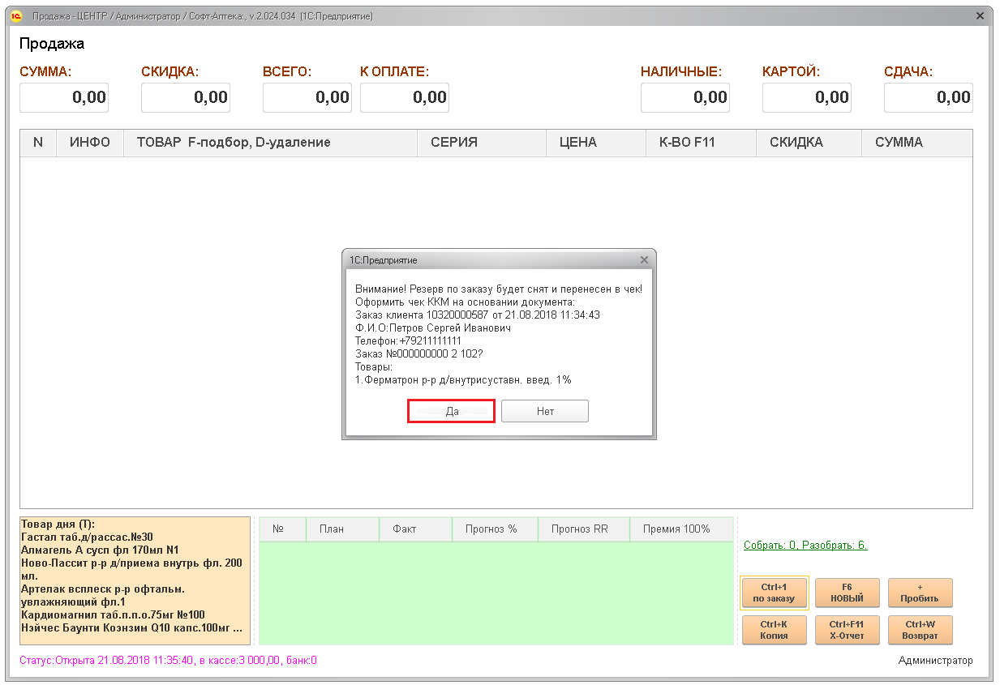 Продажа - ЦЕНТР / Администратор / Софт-Аптека:, v.2.024.034 (1С:Предприятие)
Продажа
СУММА: СКИДКА: ВСЕГО: К ОПЛАТЕ: НАЛИЧНЫЕ: КАРТОЙ: СДАЧА:
0,00 0,00 0,00 0,00 0,00 0,00 0,00
N ИНФО ТОВАР F-подбор, D-удаление СЕРИЯ ЦЕНА К-ВО F11 СКИДКА СУММА
1С:Предприятие
Внимание! Резерв по заказу будет снят и перенесен в чек!
Оформить чек ККМ на основании документа:
Заказ клиента 10320000587 от 21.08.2018 11:34:43
Ф.И.О:Петров Сергей Иванович
Телефон:+79211111111
Заказ №000000000 2 102?
Товары:
1.Ферматрон р-р д/внутрисуставн. введ. 1%
Да Нет
Товар дня (Т):
Гастал таб.д/рассас.№30
Алмагель А сусп фл 170мл N1
Ново-Пассит р-р д/приема внутрь фл. 200
мл.
Артелак всплеск р-р офтальм.
увлажняющий фл.1
Кардиомагнил таб.п.п.о.75мг №100
Нэйчес Баунти Коэнзим Q10 капс.100мг ...
№ План Факт Прогноз % Прогноз RR Премия 100%
Собрать: 0, Разобрать: 6.
Ctrl+1 F6 +
по заказу НОВЫЙ Пробить
Ctrl+K Ctrl+F11 Ctrl+W
Копия X-Отчет Возврат
Статус:Открыта 21.08.2018 11:35:40, в кассе:3 000,00, банк:0
Администратор